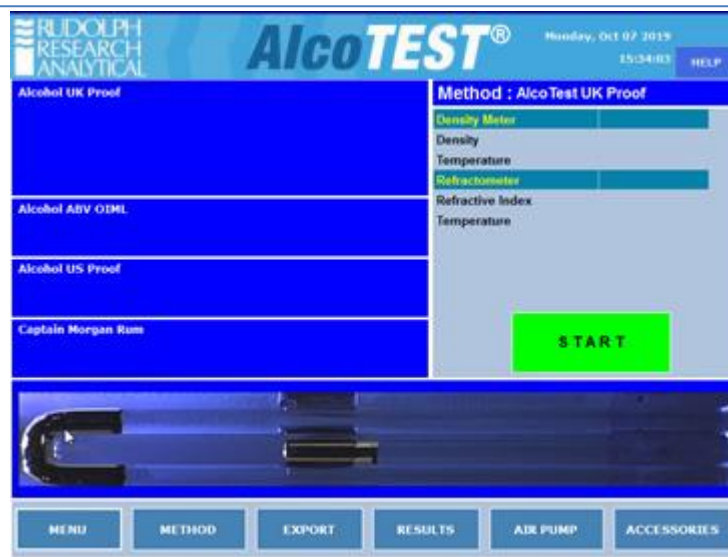 RUDOLPH
RESEARCH
ANALYTICAL
AlcoTEST®
Monday, Oct 07 2019
15:34:03
HELP
Alcohol UK Proof
Alcohol ABV OIML
Alcohol US Proof
Captain Morgan Rum
Method : AlcoTest UK Proof
Density Meter
Density
Temperature
Refractometer
Refractive Index
Temperature
START
MENU METHOD EXPORT RESULTS AIR PUMP ACCESSORIES